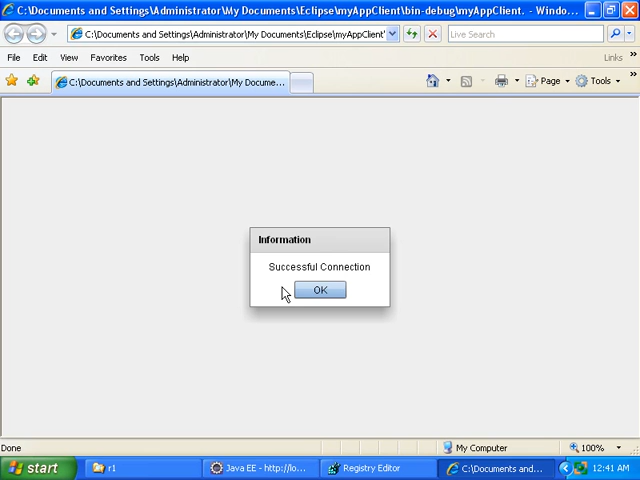 C:\Documents and Settings\Administrator\My Documents\Eclipse\myAppClient\bin-debug\myAppClient. - Windo...
C:\Documents and Settings\Administrator\My Documents\Eclipse\myAppClient'
Live Search
File Edit View Favorites Tools Help
Links »
C:\Documents and Settings\Administrator\My Docume...
Page Tools »
Information
Successful Connection
OK
Done
My Computer
100%
start
r1
Java EE - http://lo...
Registry Editor
C:\Documents and...
12:41 AM